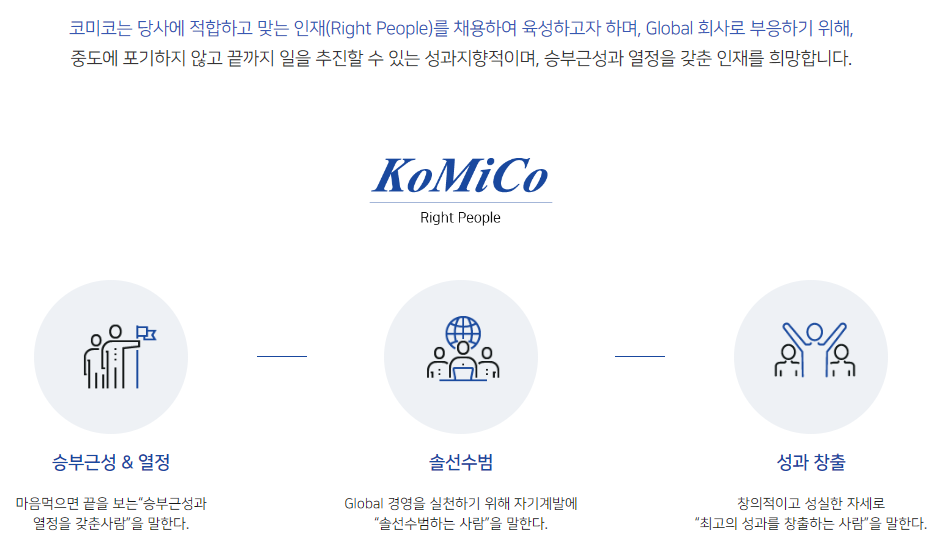 코미코는 당사에 적합하고 맞는 인재(Right People)를 채용하여 육성하고자 하며, Global 회사로 부응하기 위해,
중도에 포기하지 않고 끝까지 일을 추진할 수 있는 성과지향적이며, 승부근성과 열정을 갖춘 인재를 희망합니다.
KoMiCo
Right People
승부근성 & 열정
마음먹으면 끝을 보는“승부근성과
열정을 갖춘사람”을 말한다.
솔선수범
Global 경영을 실천하기 위해 자기계발에
“솔선수범하는 사람”을 말한다.
성과 창출
창의적이고 성실한 자세로
“최고의 성과를 창출하는 사람”을 말한다.